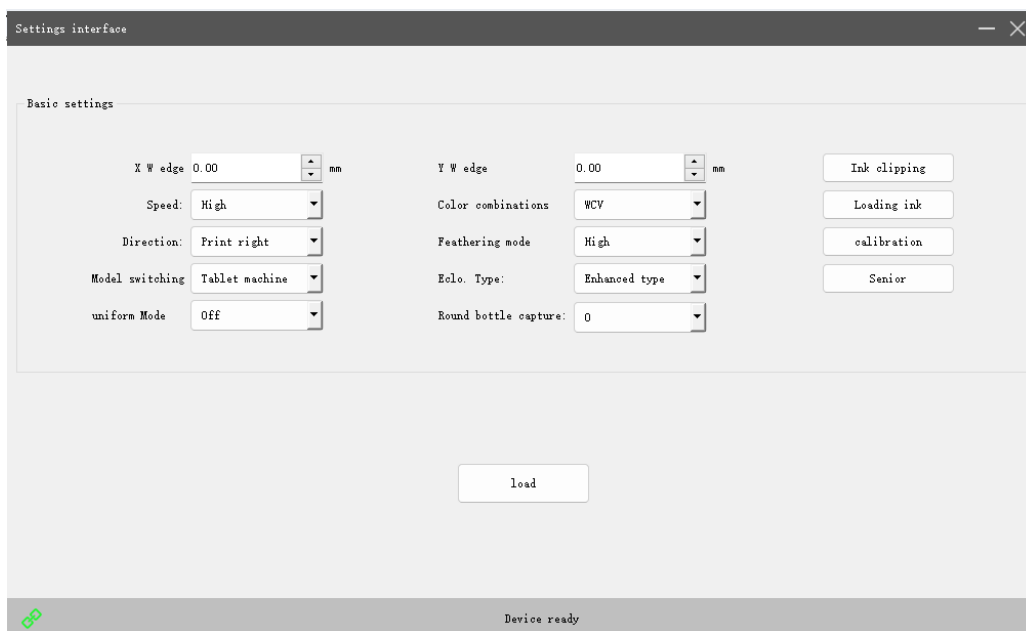 Settings interface
Basic settings
X W edge 0.00 mm Y W edge 0.00 mm Ink clipping
Speed: High Color combinations WCV Loading ink
Direction: Print right Feathering mode High calibration
Model switching Tablet machine Eclo. Type: Enhanced type Senior
uniform Mode Off Round bottle capture: 0
load
Device ready